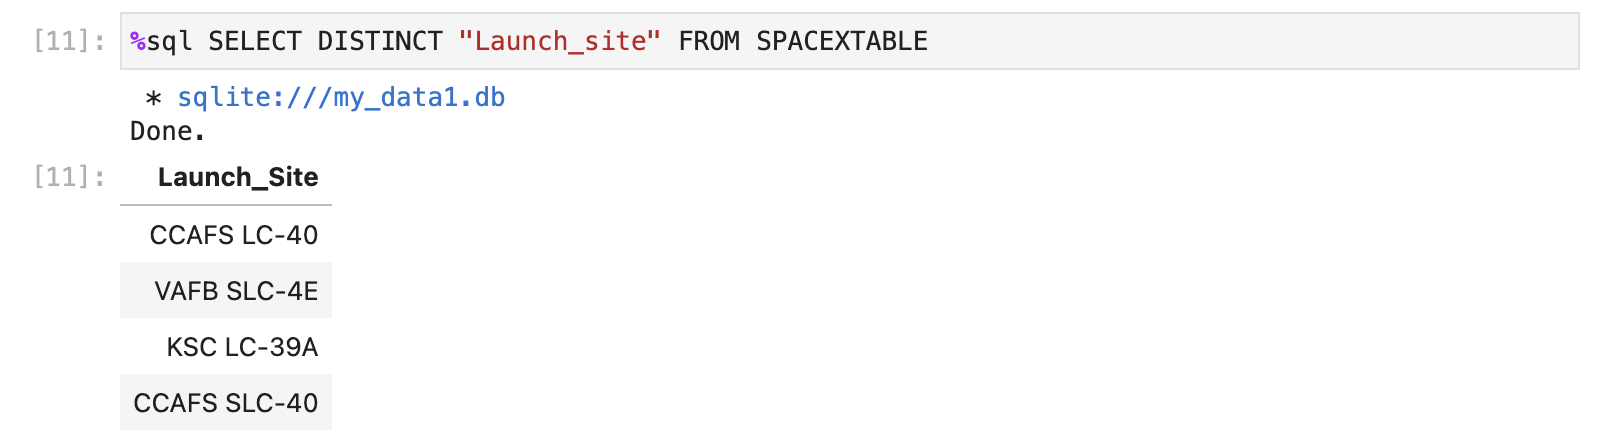 [11]: %sql SELECT DISTINCT "Launch_site" FROM SPACEXTABLE
* sqlite:///my_data1.db
Done.
[11]: Launch_Site
CCAFS LC-40
VAFB SLC-4E
KSC LC-39A
CCAFS SLC-40